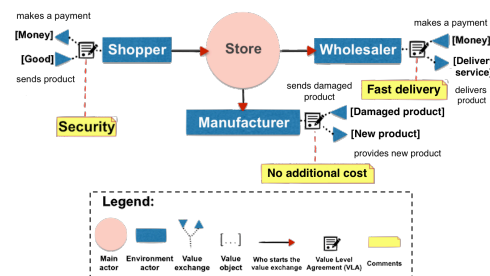 makes a payment
[Money]
[Good]
sends product
Shopper
Store
Wholesaler
makes a payment
[Money]
[Deliver
service]
delivers
product
Fast delivery
Security
Manufacturer
sends damaged
product
[Damaged product]
[New product]
provides new product
No additional cost
Legend:
Main
actor
Environment
actor
Value
exchange
[...]
Value
object
Who starts the
value exchange
Value Level
Agreement (VLA)
Comments